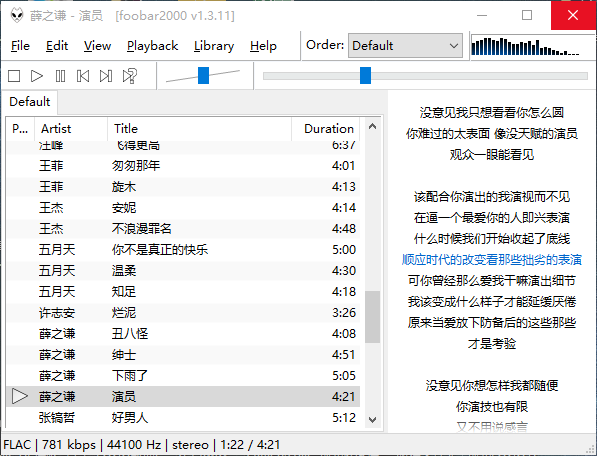 薛之谦 - 演员 [foobar2000 v1.3.11]
File Edit View Playback Library Help Order: Default
Default
P... Artist Title Duration
汪峰 飞得更高 6:37
王菲 匆匆那年 4:01
王菲 旋木 4:13
王杰 安妮 4:14
王杰 不浪漫罪名 4:48
五月天 你不是真正的快乐 5:00
五月天 温柔 4:30
五月天 知足 4:18
许志安 烂泥 3:26
薛之谦 丑八怪 4:08
薛之谦 绅士 4:51
薛之谦 下雨了 5:05
薛之谦 演员 4:21
张镐哲 好男人 5:12
没意见我只想看看你怎么圆
你难过的太表面 像没天赋的演员
观众一眼能看见
该配合你演出的我演视而不见
在逼一个最爱你的人即兴表演
什么时候我们开始收起了底线
顺应时代的改变看那些拙劣的表演
可你曾经那么爱我干嘛演出细节
我该变成什么样子才能延缓厌倦
原来当爱放下防备后的这些那些
才是考验
没意见你想怎样我都随便
你演技也有限
又不用说感言
FLAC | 781 kbps | 44100 Hz | stereo | 1:22 / 4:21